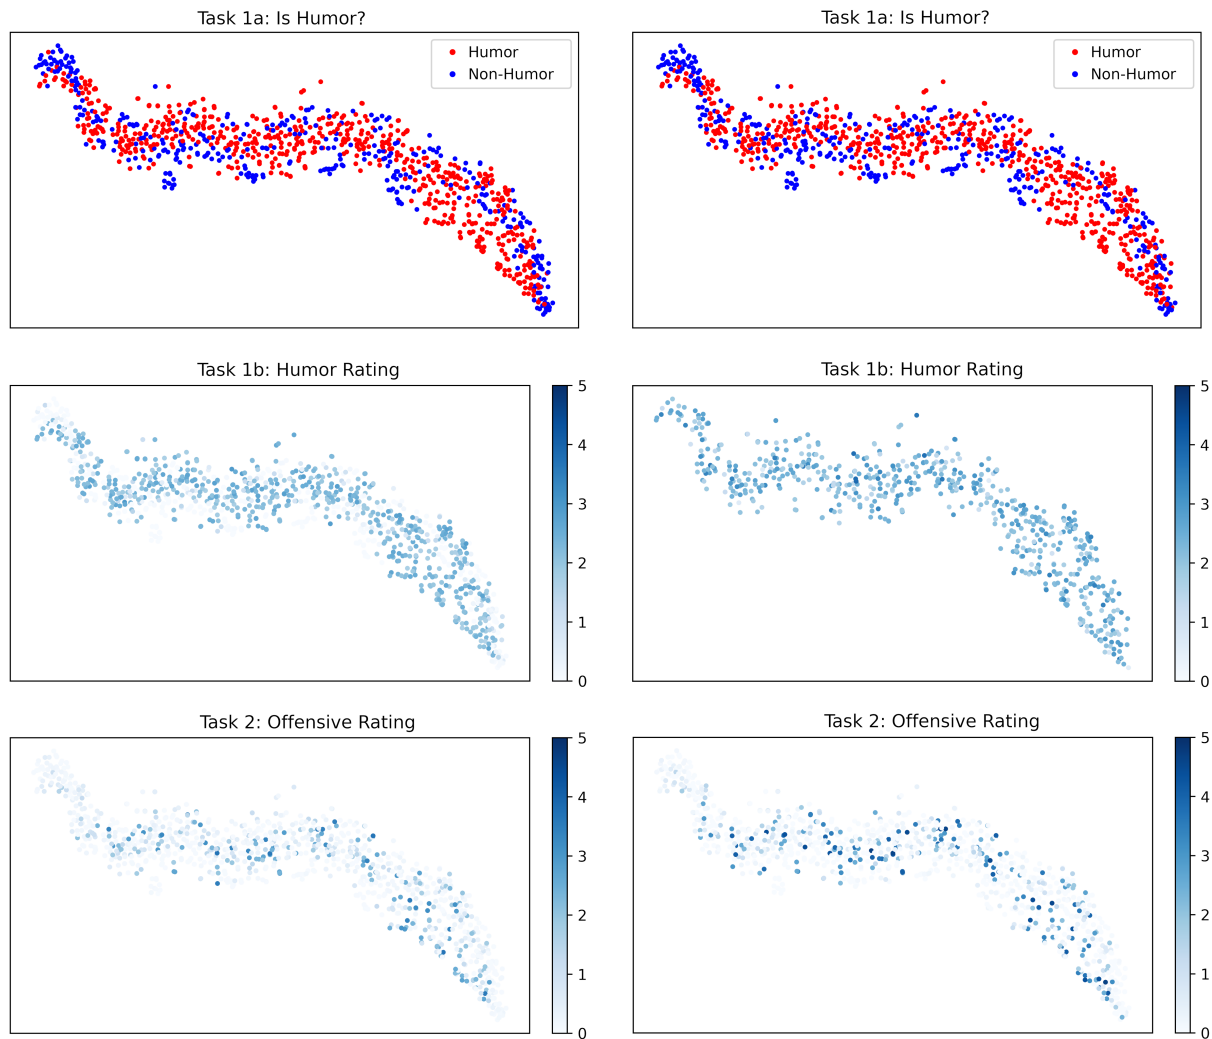 Task 1a: Is Humor?
Humor
Non-Humor
Task 1a: Is Humor?
Humor
Non-Humor
Task 1b: Humor Rating
5
4
3
2
1
0
Task 1b: Humor Rating
5
4
3
2
1
0
Task 2: Offensive Rating
5
4
3
2
1
0
Task 2: Offensive Rating
5
4
3
2
1
0